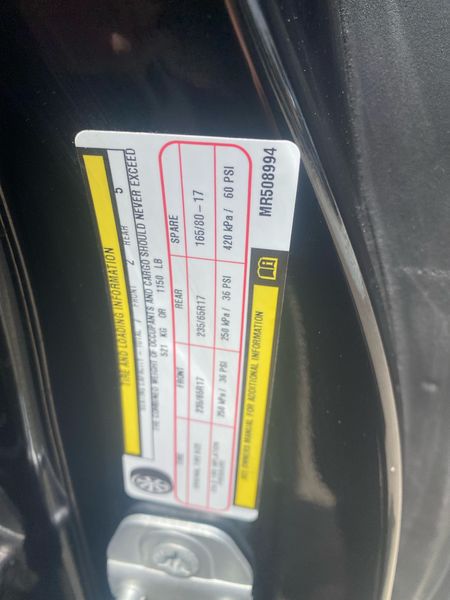 TIRE AND LOADING INFORMATION
SEATING CAPACITY - TOTAL 7 FRONT 2 REAR 5
THE COMBINED WEIGHT OF OCCUPANTS AND CARGO SHOULD NEVER EXCEED
521 KG OR 1150 LB
TIRE FRONT REAR SPARE
ORIGINAL TIRE SIZE 235/65R17 235/65R17 165/80-17
COLD TIRE INFLATION PRESSURE 250 kPa / 36 PSI 250 kPa / 36 PSI 420 kPa / 60 PSI
SEE OWNERS MANUAL FOR ADDITIONAL INFORMATION
MR508994